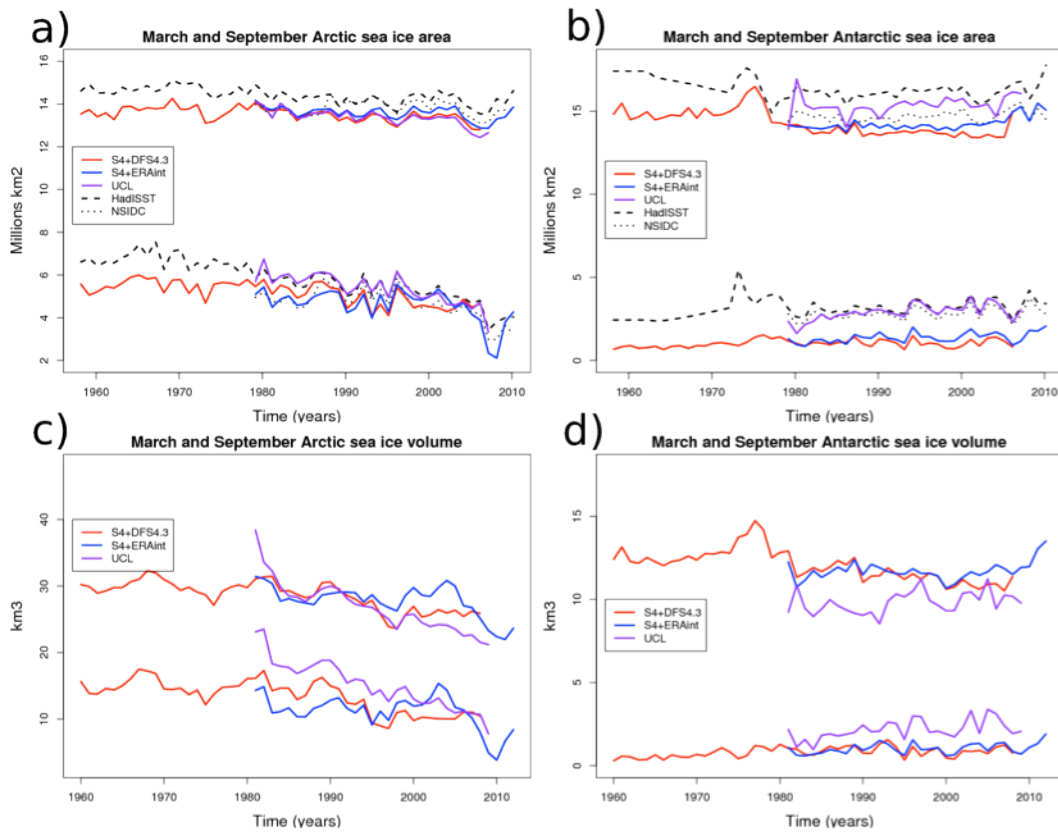 a)
March and September Arctic sea ice area
16
14
12
10
8
6
4
2
Millions km2
S4+DFS4.3
S4+ERAint
UCL
HadISST
NSIDC
1960 1970 1980 1990 2000 2010
Time (years)
b)
March and September Antarctic sea ice area
15
10
5
0
Millions km2
S4+DFS4.3
S4+ERAint
UCL
HadISST
NSIDC
1960 1970 1980 1990 2000 2010
Time (years)
c)
March and September Arctic sea ice volume
40
30
20
10
km3
S4+DFS4.3
S4+ERAint
UCL
1960 1970 1980 1990 2000 2010
Time (years)
d)
March and September Antarctic sea ice volume
15
10
5
0
km3
S4+DFS4.3
S4+ERAint
UCL
1960 1970 1980 1990 2000 2010
Time (years)